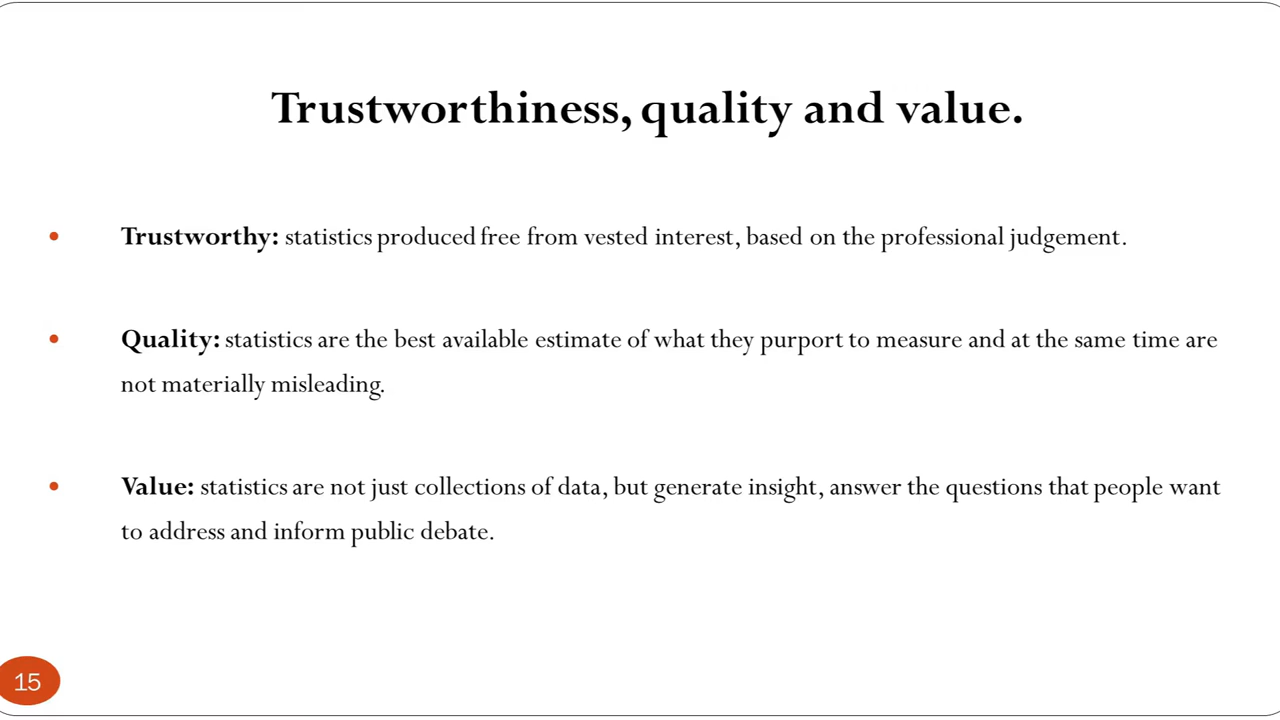 Trustworthiness, quality and value.
Trustworthy: statistics produced free from vested interest, based on the professional judgement.
Quality: statistics are the best available estimate of what they purport to measure and at the same time are
not materially misleading.
Value: statistics are not just collections of data, but generate insight, answer the questions that people want
to address and inform public debate.
15